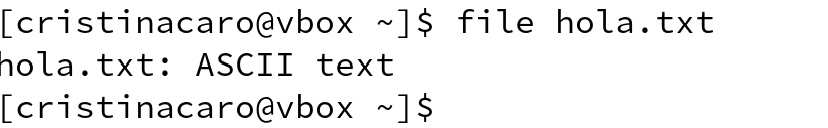 [cristinacaro@vbox ~]$ file hola.txt
hola.txt: ASCII text
[cristinacaro@vbox ~]$